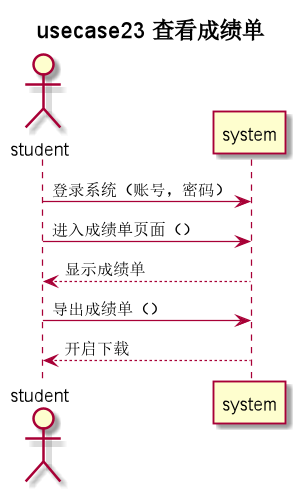 usecase23 查看成绩单
student
system
登录系统（账号，密码）
进入成绩单页面（）
显示成绩单
导出成绩单（）
开启下载
student
system